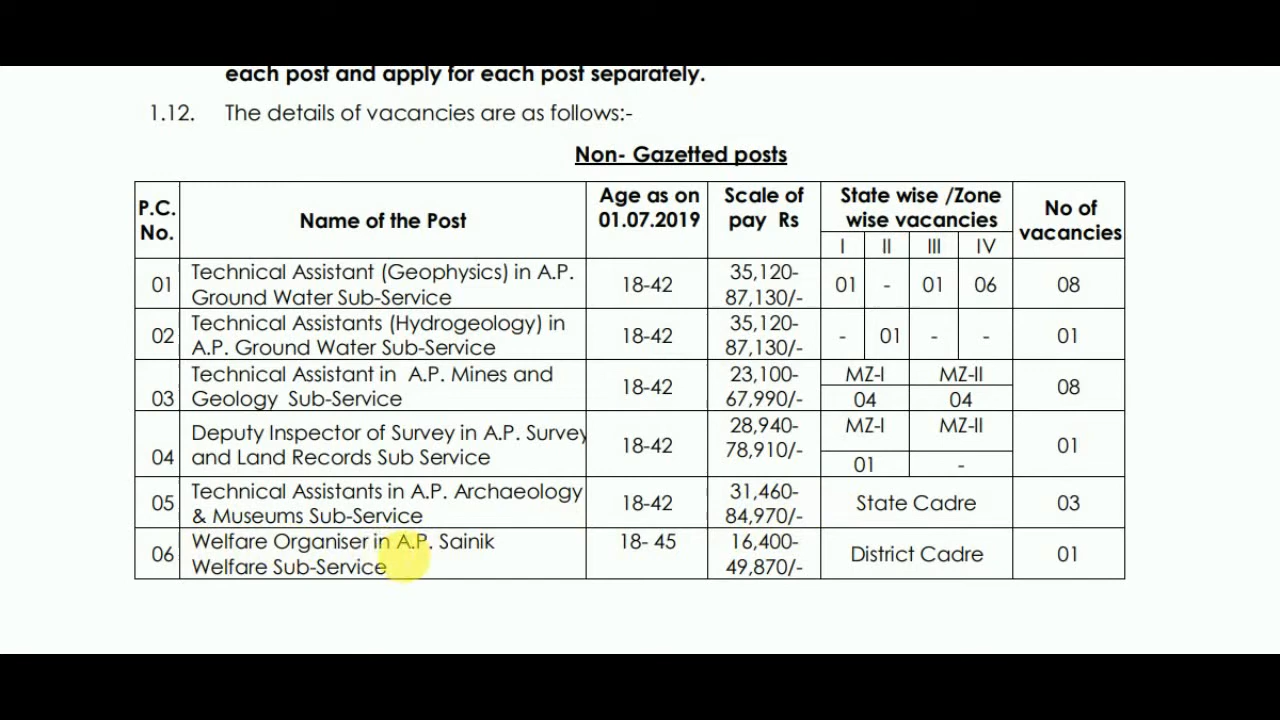 each post and apply for each post separately.
1.12. The details of vacancies are as follows:-
Non- Gazetted posts
P.C. No. Name of the Post Age as on 01.07.2019 Scale of pay Rs State wise /Zone wise vacancies No of vacancies
I II III IV
01 Technical Assistant (Geophysics) in A.P. Ground Water Sub-Service 18-42 35,120-87,130/- 01 - 01 06 08
02 Technical Assistants (Hydrogeology) in A.P. Ground Water Sub-Service 18-42 35,120-87,130/- - 01 - - 01
03 Technical Assistant in A.P. Mines and Geology Sub-Service 18-42 23,100-67,990/- MZ-I MZ-II 04 04 08
04 Deputy Inspector of Survey in A.P. Survey and Land Records Sub Service 18-42 28,940-78,910/- MZ-I MZ-II 01 - 01
05 Technical Assistants in A.P. Archaeology & Museums Sub-Service 18-42 31,460-84,970/- State Cadre 03
06 Welfare Organiser in A.P. Sainik Welfare Sub-Service 18- 45 16,400-49,870/- District Cadre 01